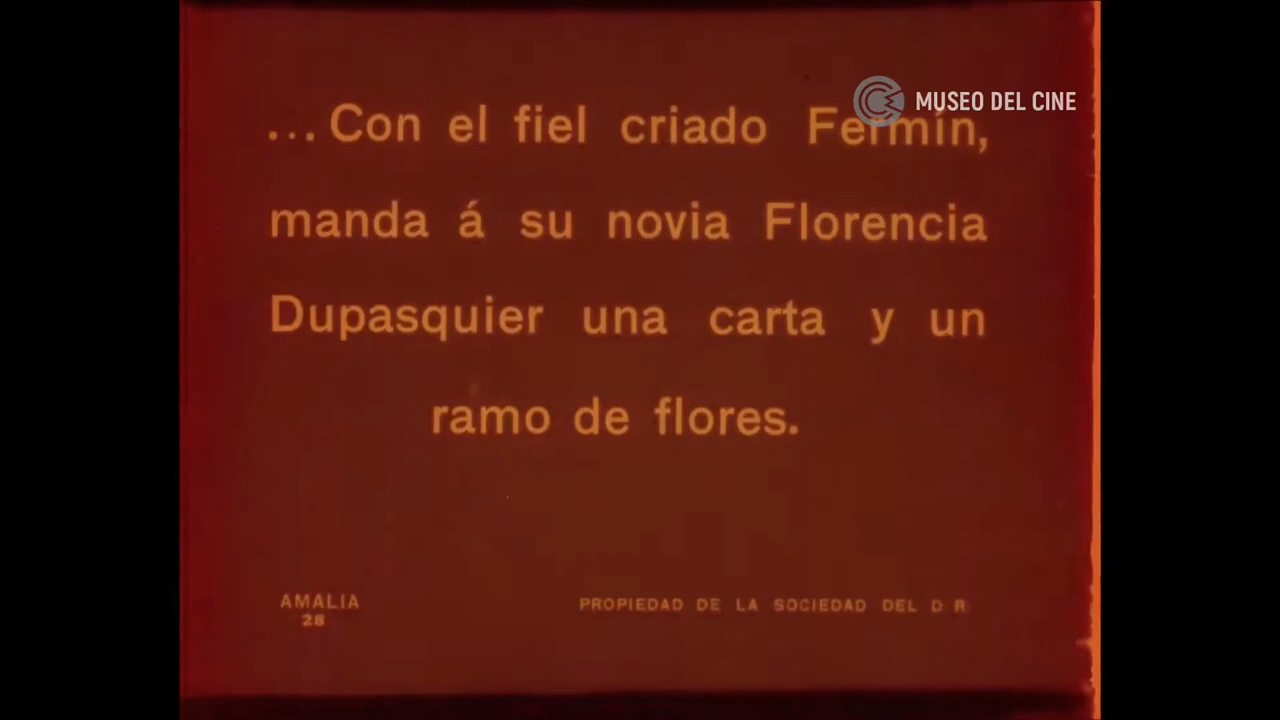 MUSEO DEL CINE
...Con el fiel criado Fermín,
manda á su novia Florencia
Dupasquier una carta y un
ramo de flores.
AMALIA
28
PROPIEDAD DE LA SOCIEDAD DEL D R